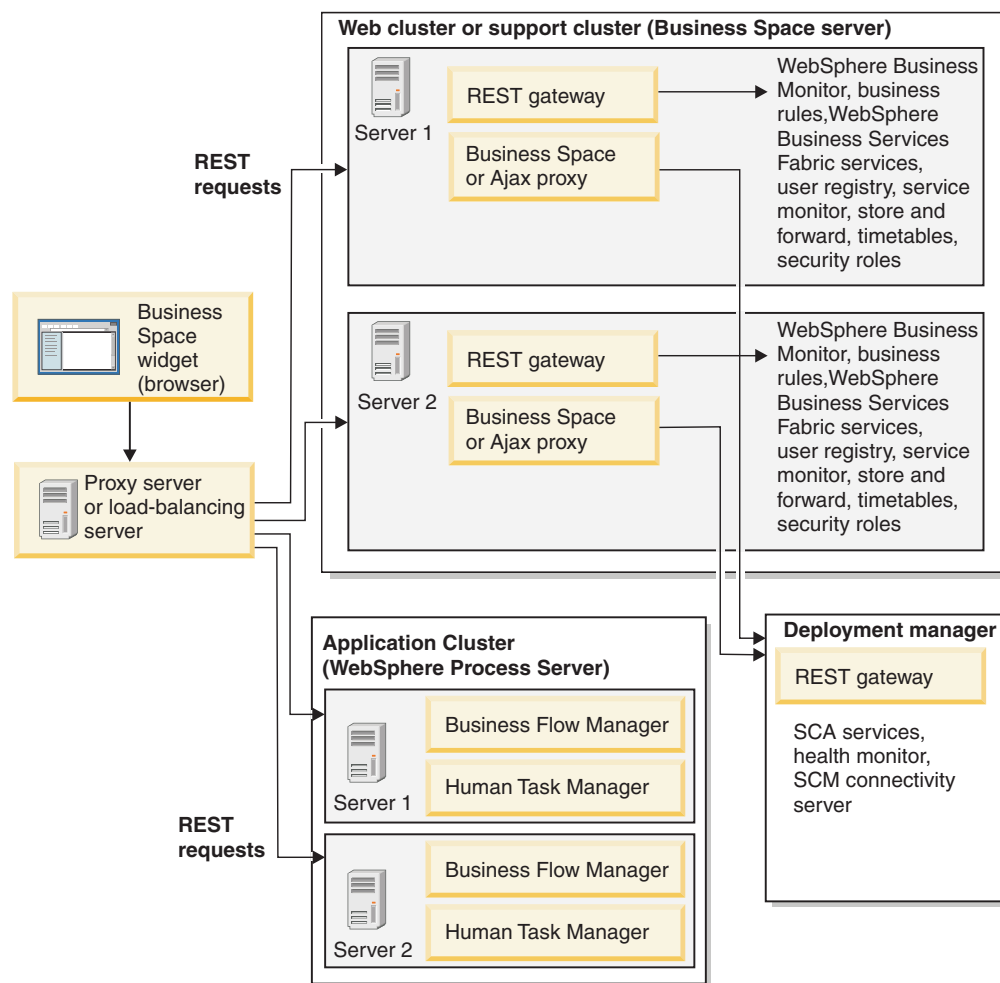 Web cluster or support cluster (Business Space server)
Server 1
REST gateway
Business Space
or Ajax proxy
WebSphere Business
Monitor, business
rules,WebSphere
Business Services
Fabric services,
user registry, service
monitor, store and
forward, timetables,
security roles
REST
requests
Business
Space
widget
(browser)
Server 2
REST gateway
Business Space
or Ajax proxy
WebSphere Business
Monitor, business
rules,WebSphere
Business Services
Fabric services,
user registry, service
monitor, store and
forward, timetables,
security roles
Proxy server
or load-balancing
server
Application Cluster
(WebSphere Process Server)
Server 1
Business Flow Manager
Human Task Manager
REST
requests
Server 2
Business Flow Manager
Human Task Manager
Deployment manager
REST gateway
SCA services,
health monitor,
SCM connectivity
server